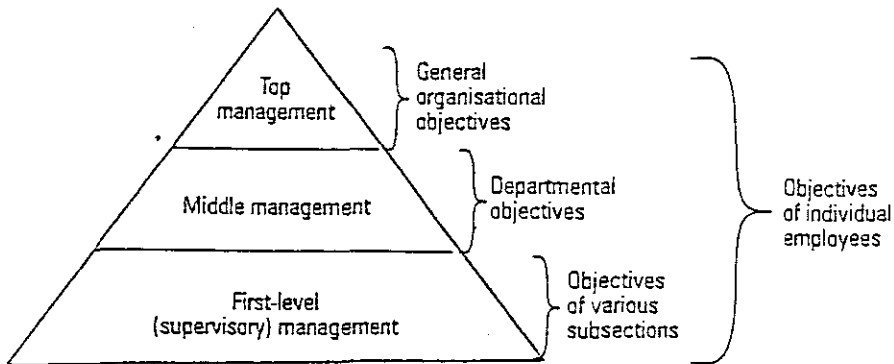 Top
management
General
organisational
objectives
Middle management
Departmental
objectives
First-level
(supervisory) management
Objectives
of various
subsections
Objectives
of individual
employees